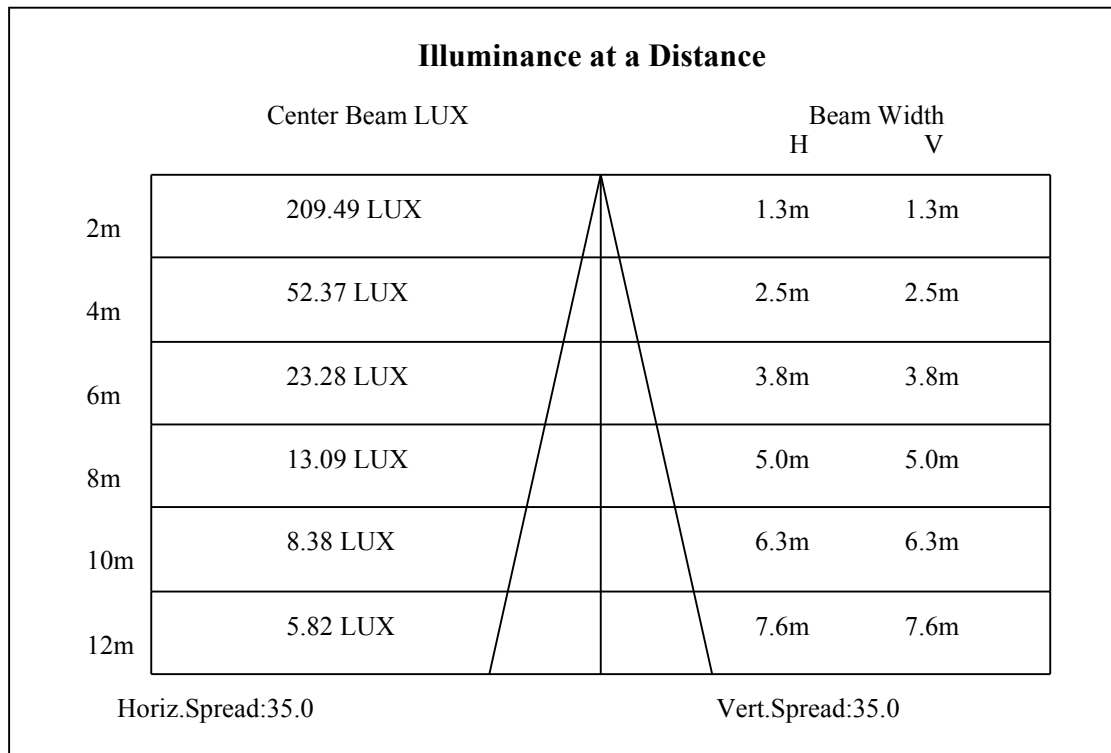 Illuminance at a Distance
Center Beam LUX Beam Width
H V
2m 209.49 LUX 1.3m 1.3m
4m 52.37 LUX 2.5m 2.5m
6m 23.28 LUX 3.8m 3.8m
8m 13.09 LUX 5.0m 5.0m
10m 8.38 LUX 6.3m 6.3m
12m 5.82 LUX 7.6m 7.6m
Horiz.Spread:35.0 Vert.Spread:35.0